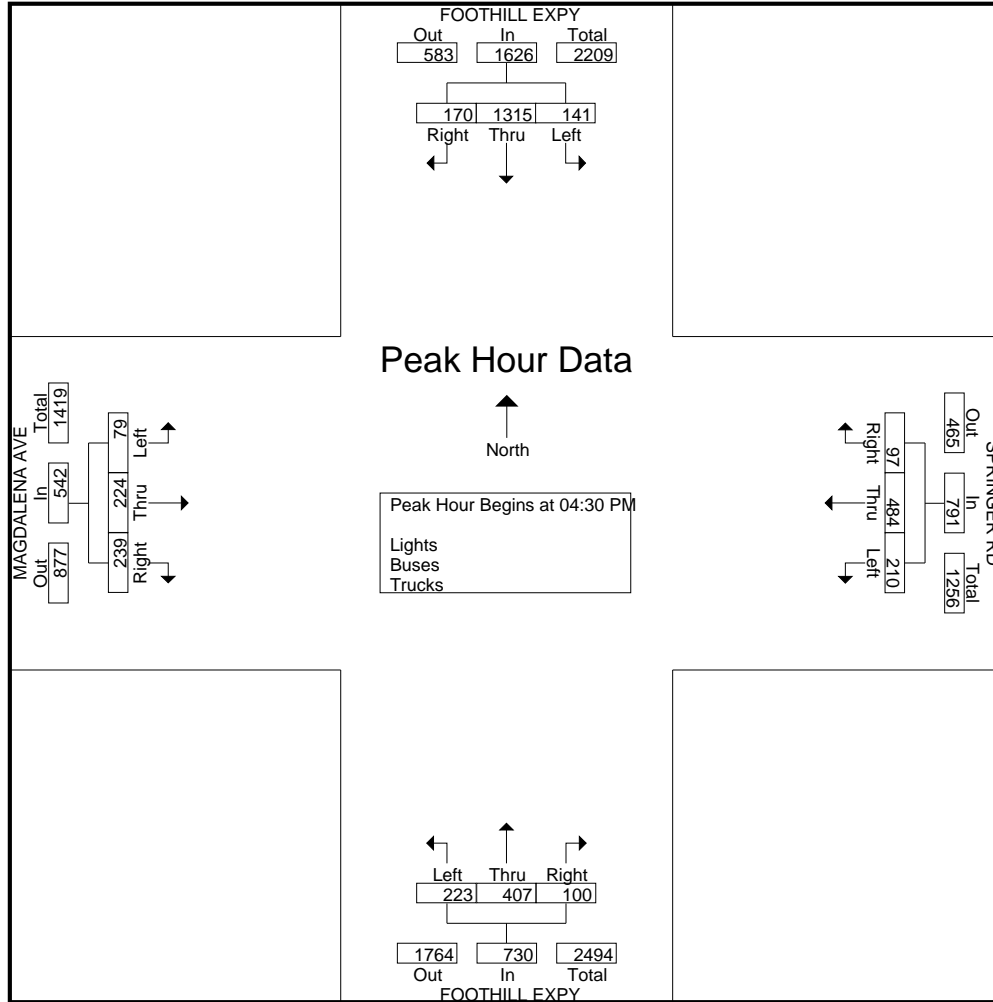 FOOTHILL EXPY
Out In Total
583 1626 2209
170 1315 141
Right Thru Left
Peak Hour Data
North
Peak Hour Begins at 04:30 PM
Lights
Buses
Trucks
MAGDALENA AVE
Total In Out
1419 542 877
79 224 239
Left Thru Right
SPRINGER RD
Out In Total
465 791 1256
97 484 210
Right Thru Left
Left Thru Right
223 407 100
1764 730 2494
Out In Total
FOOTHILL EXPY